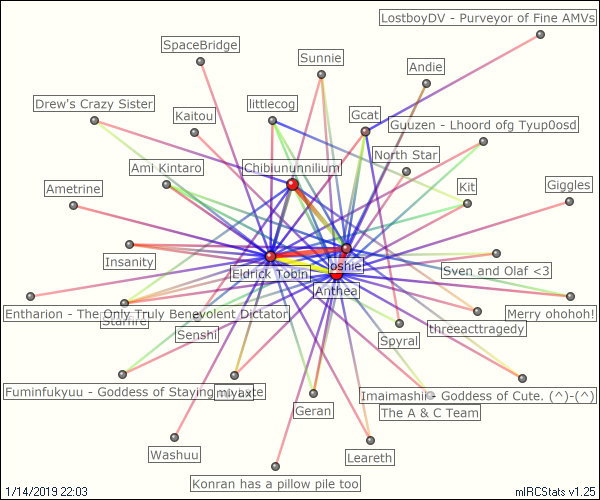 LostboyDV - Purveyor of Fine AMVs
SpaceBridge
Sunnie
Andie
Drew's Crazy Sister
littlecog
Kaitou
Gcat
Guuzen - Lhoord ofg Tyup0osd
North Star
Ami Kintaro
Chibiununnilium
Ametrine
Kit
Giggles
Insanity
oshie
Eldrick Tobin
Sven and Olaf <3
Anthea
Entharion - The Only Truly Benevolent Dictator
Merry ohohoh!
Starfire
threeacttragedy
Senshi
Spyral
Fuminfukyuu - Goddess of Staying
Imaimashii - Goddess of Cute. (^)-(^)
Geran
The A & C Team
Washuu
Leareth
Konran has a pillow pile too
1/14/2019 22:03
mIRCStats v1.25